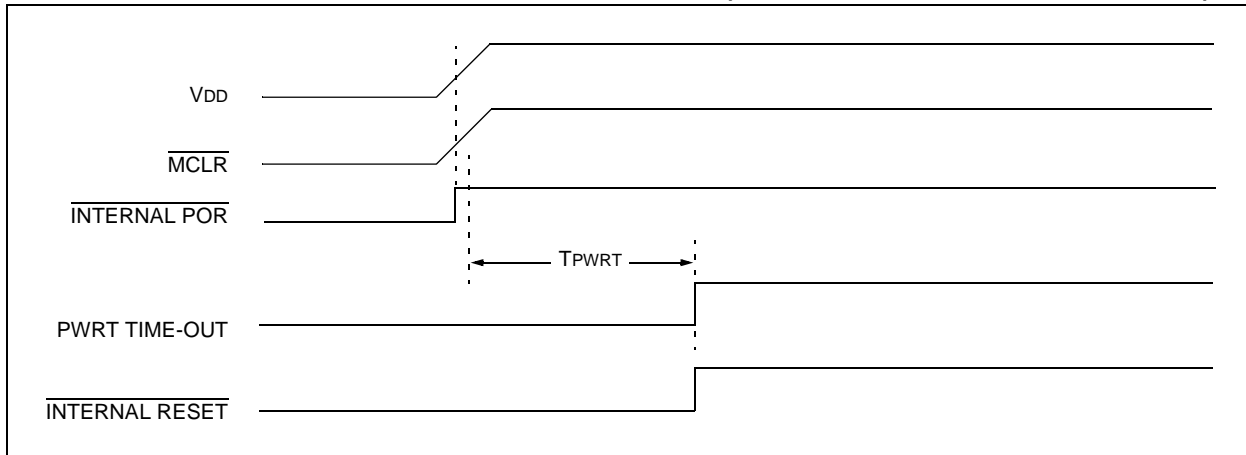 VDD
MCLR
INTERNAL POR
TPWRT
PWRT TIME-OUT
INTERNAL RESET